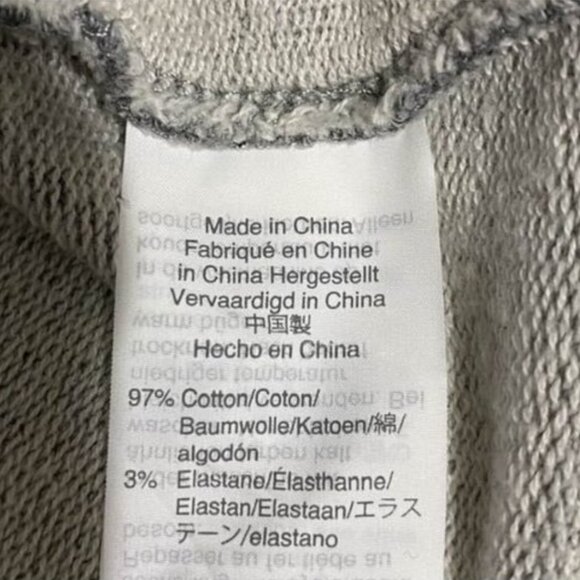 Made in China
Fabriqué en Chine
in China Hergestellt
Vervaardigd in China
中国製
Hecho en China
97% Cotton/Coton/
Baumwolle/Katoen/綿/
algodón
3% Elastane/Élasthanne/
Elastan/Elastaan/エラス
テーン/elastano